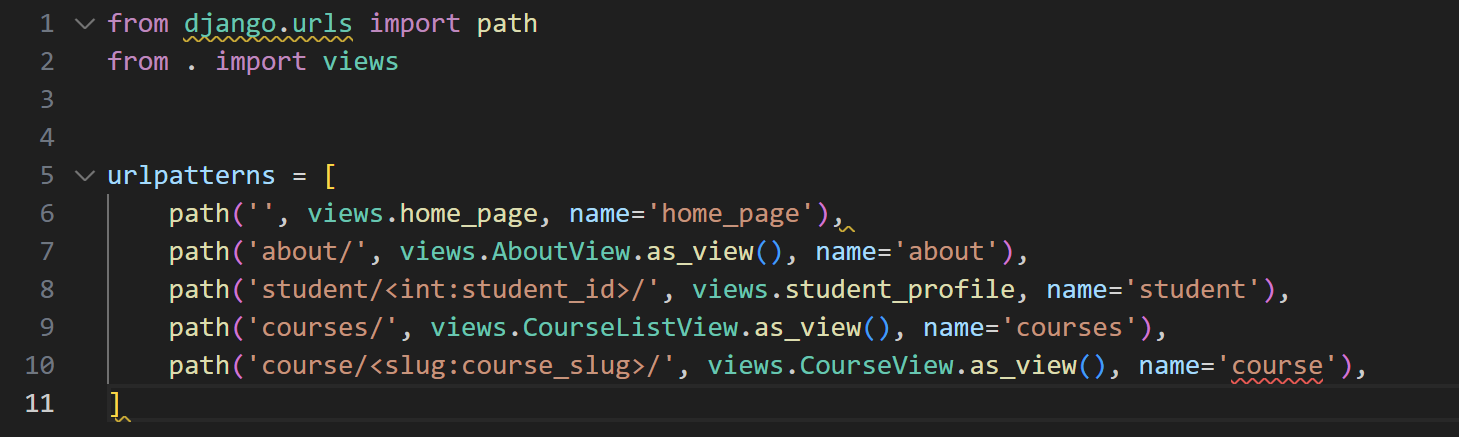 1 from django.urls import path
2 from . import views
3
4
5 urlpatterns = [
6     path('', views.home_page, name='home_page'),
7     path('about/', views.AboutView.as_view(), name='about'),
8     path('student/<int:student_id>/', views.student_profile, name='student'),
9     path('courses/', views.CourseListView.as_view(), name='courses'),
10     path('course/<slug:course_slug>/', views.CourseView.as_view(), name='course'),
11 ]